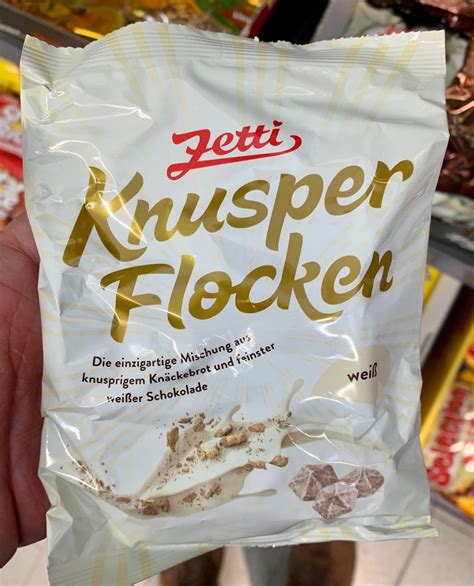 Zetti
Knusper
Flocken
Die einzigartige Mischung aus
knusprigem Knäckebrot und feinster
weißer Schokolade
weiß